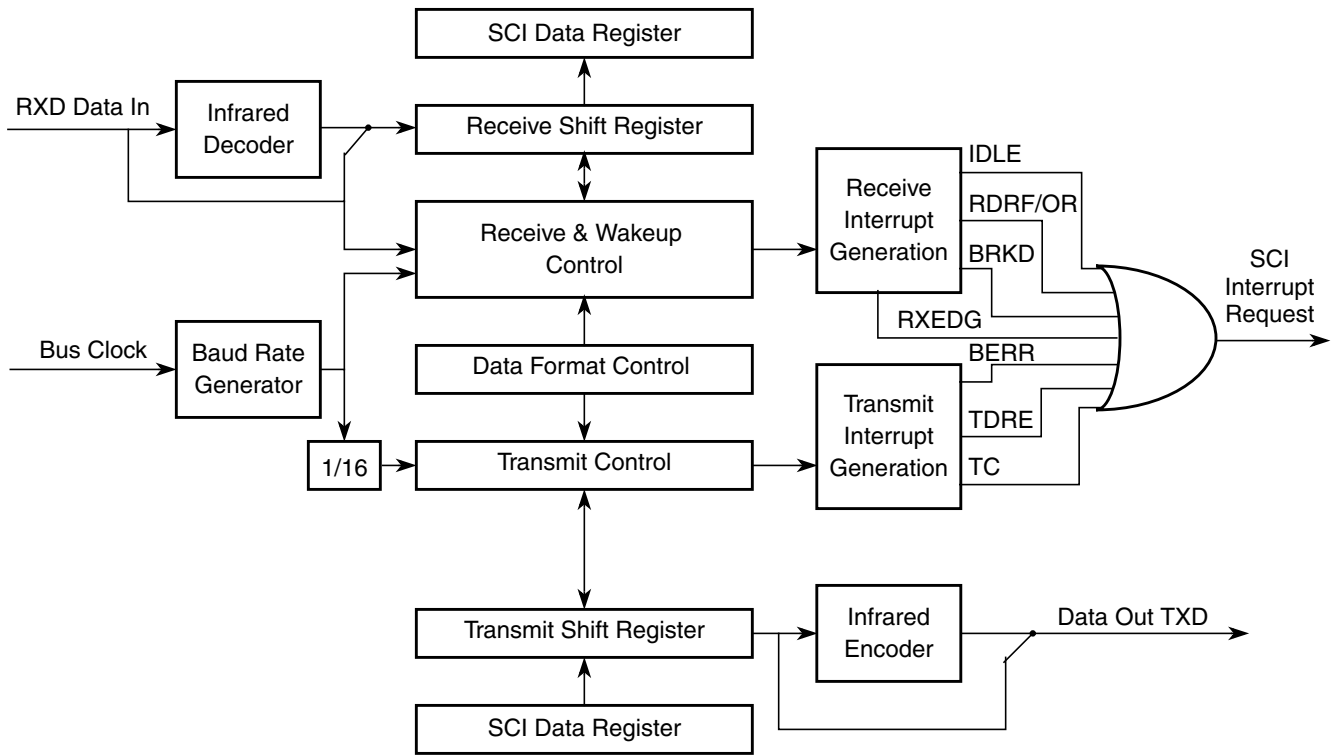 SCI Data Register
RXD Data In
Infrared
Decoder
Receive Shift Register
Receive & Wakeup
Control
Receive
Interrupt
Generation
IDLE
RDRF/OR
BRKD
RXEDG
SCI
Interrupt
Request
Bus Clock
Baud Rate
Generator
Data Format Control
BERR
Transmit
Interrupt
Generation
TDRE
TC
1/16
Transmit Control
Transmit Shift Register
Infrared
Encoder
Data Out TXD
SCI Data Register